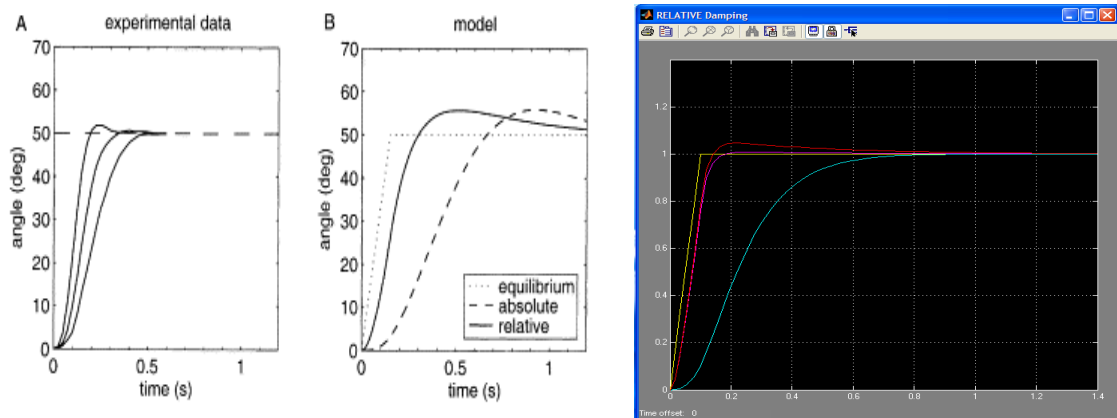 A experimental data
angle (deg)
70
60
50
40
30
20
10
0
0 0.5 1
time (s)
B model
angle (deg)
70
60
50
40
30
20
10
0
equilibrium
absolute
relative
0 0.5 1
time (s)
RELATIVE Damping
1.2
1
0.8
0.6
0.4
0.2
0
0 0.2 0.4 0.6 0.8 1 1.2 1.4
Time offset: 0